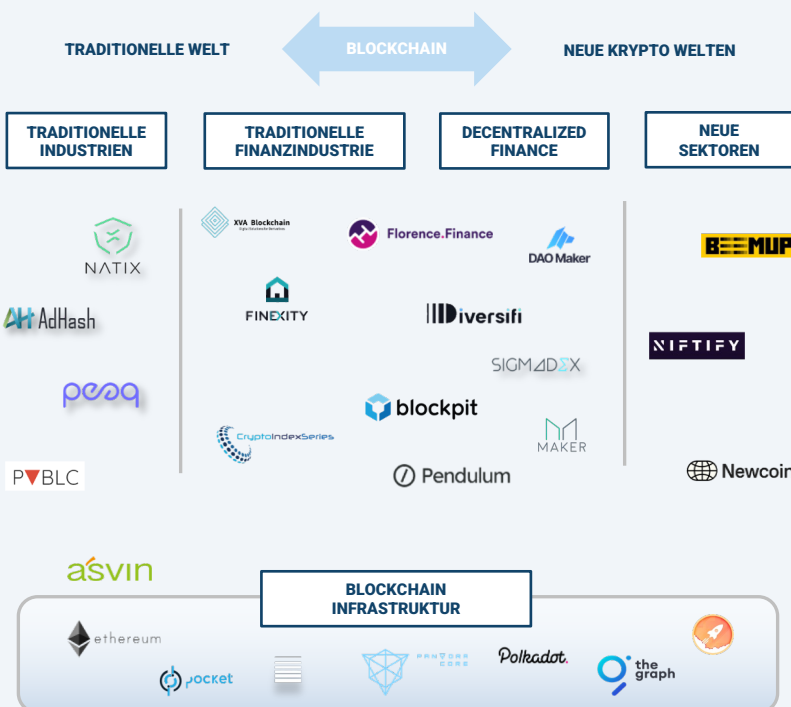 TRADITIONELLE WELT
BLOCKCHAIN
NEUE KRYPTO WELTEN
TRADITIONELLE
INDUSTRIEN
TRADITIONELLE
FINANZINDUSTRIE
DECENTRALIZED
FINANCE
NEUE
SEKTOREN
NATIX
AdHash
peaq
PVBLC
asvin
XVA Blockchain
FINEXITY
CryptoIndexSeries
Florence.Finance
DAO Maker
Diversifi
SIGMADEX
blockpit
MAKER
Pendulum
BEEMUP
NIFTIFY
Newcoin
BLOCKCHAIN
INFRASTRUKTUR
ethereum
pocket
PANDORA
CORE
Polkadot.
the
graph